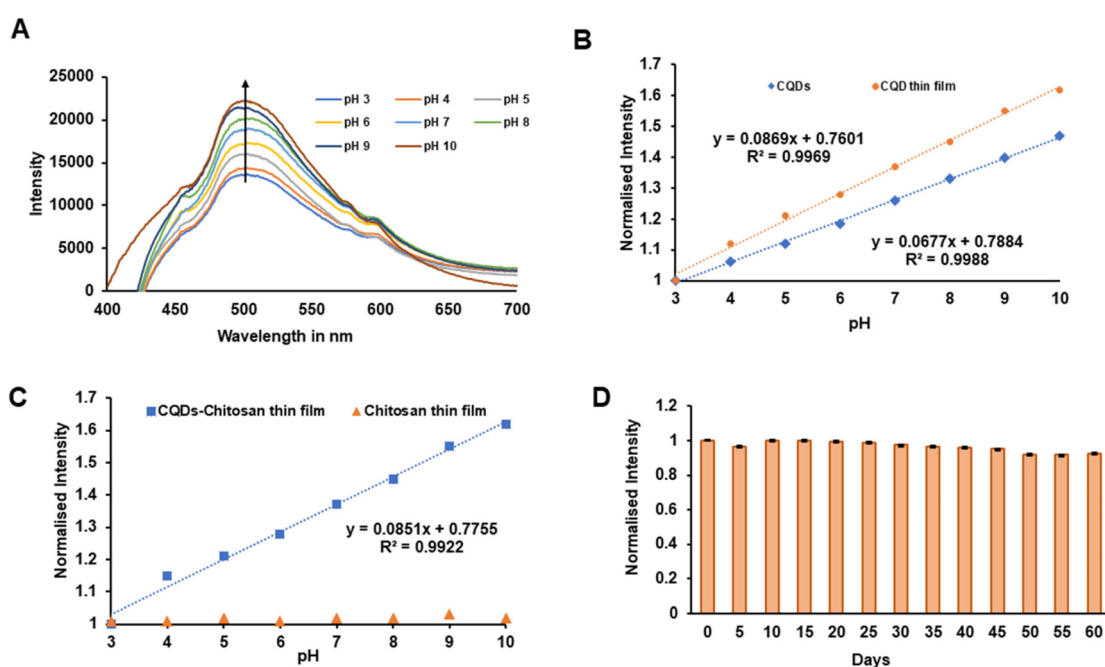 A
25000
20000
15000
10000
5000
0
Intensity
pH 3
pH 4
pH 5
pH 6
pH 7
pH 8
pH 9
pH 10
400 450 500 550 600 650 700
Wavelength in nm
B
1.7
1.6
1.5
1.4
1.3
1.2
1.1
1
Normalised Intensity
CQDs
CQD thin film
y = 0.0869x + 0.7601
R² = 0.9969
y = 0.0677x + 0.7884
R² = 0.9988
3 4 5 6 7 8 9 10
pH
C
1.7
1.6
1.5
1.4
1.3
1.2
1.1
1
Normalised Intensity
CQDs-Chitosan thin film
Chitosan thin film
y = 0.0851x + 0.7755
R² = 0.9922
3 4 5 6 7 8 9 10
pH
D
1.2
1
0.8
0.6
0.4
0.2
0
Normalised Intensity
0 5 10 15 20 25 30 35 40 45 50 55 60
Days